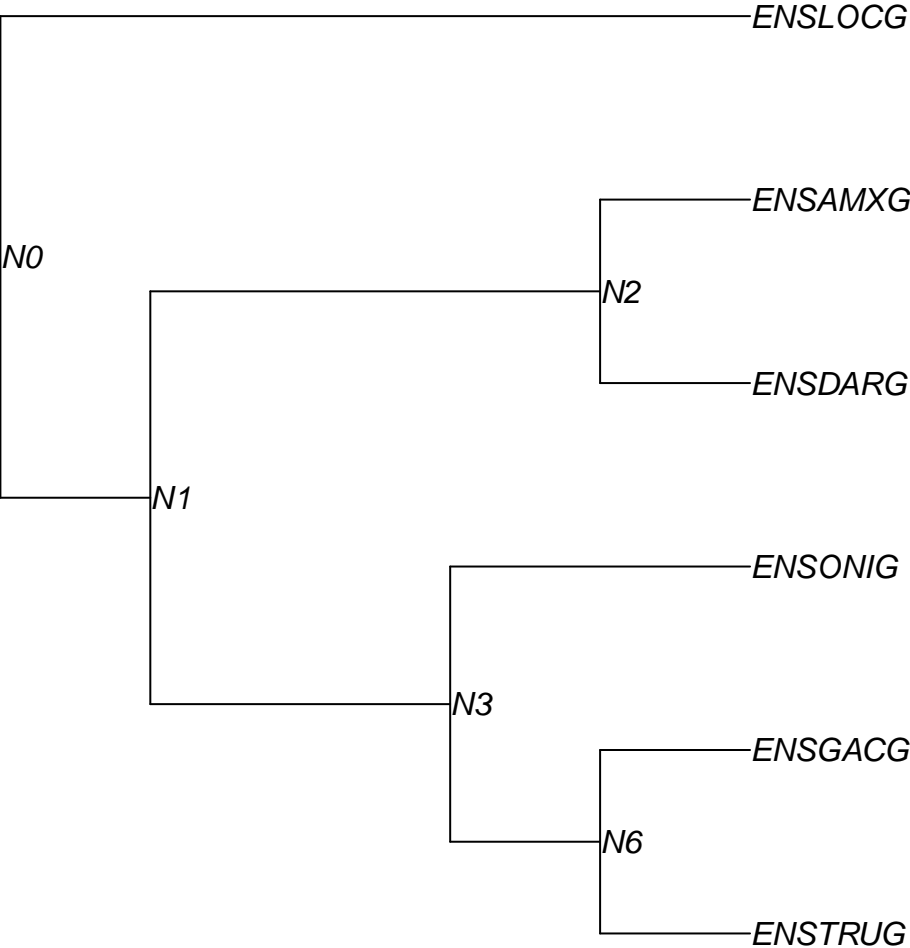 ENSLOCG
ENSAMXG
N0
N2
ENSDARG
N1
ENSONIG
N3
ENSGACG
N6
ENSTRUG